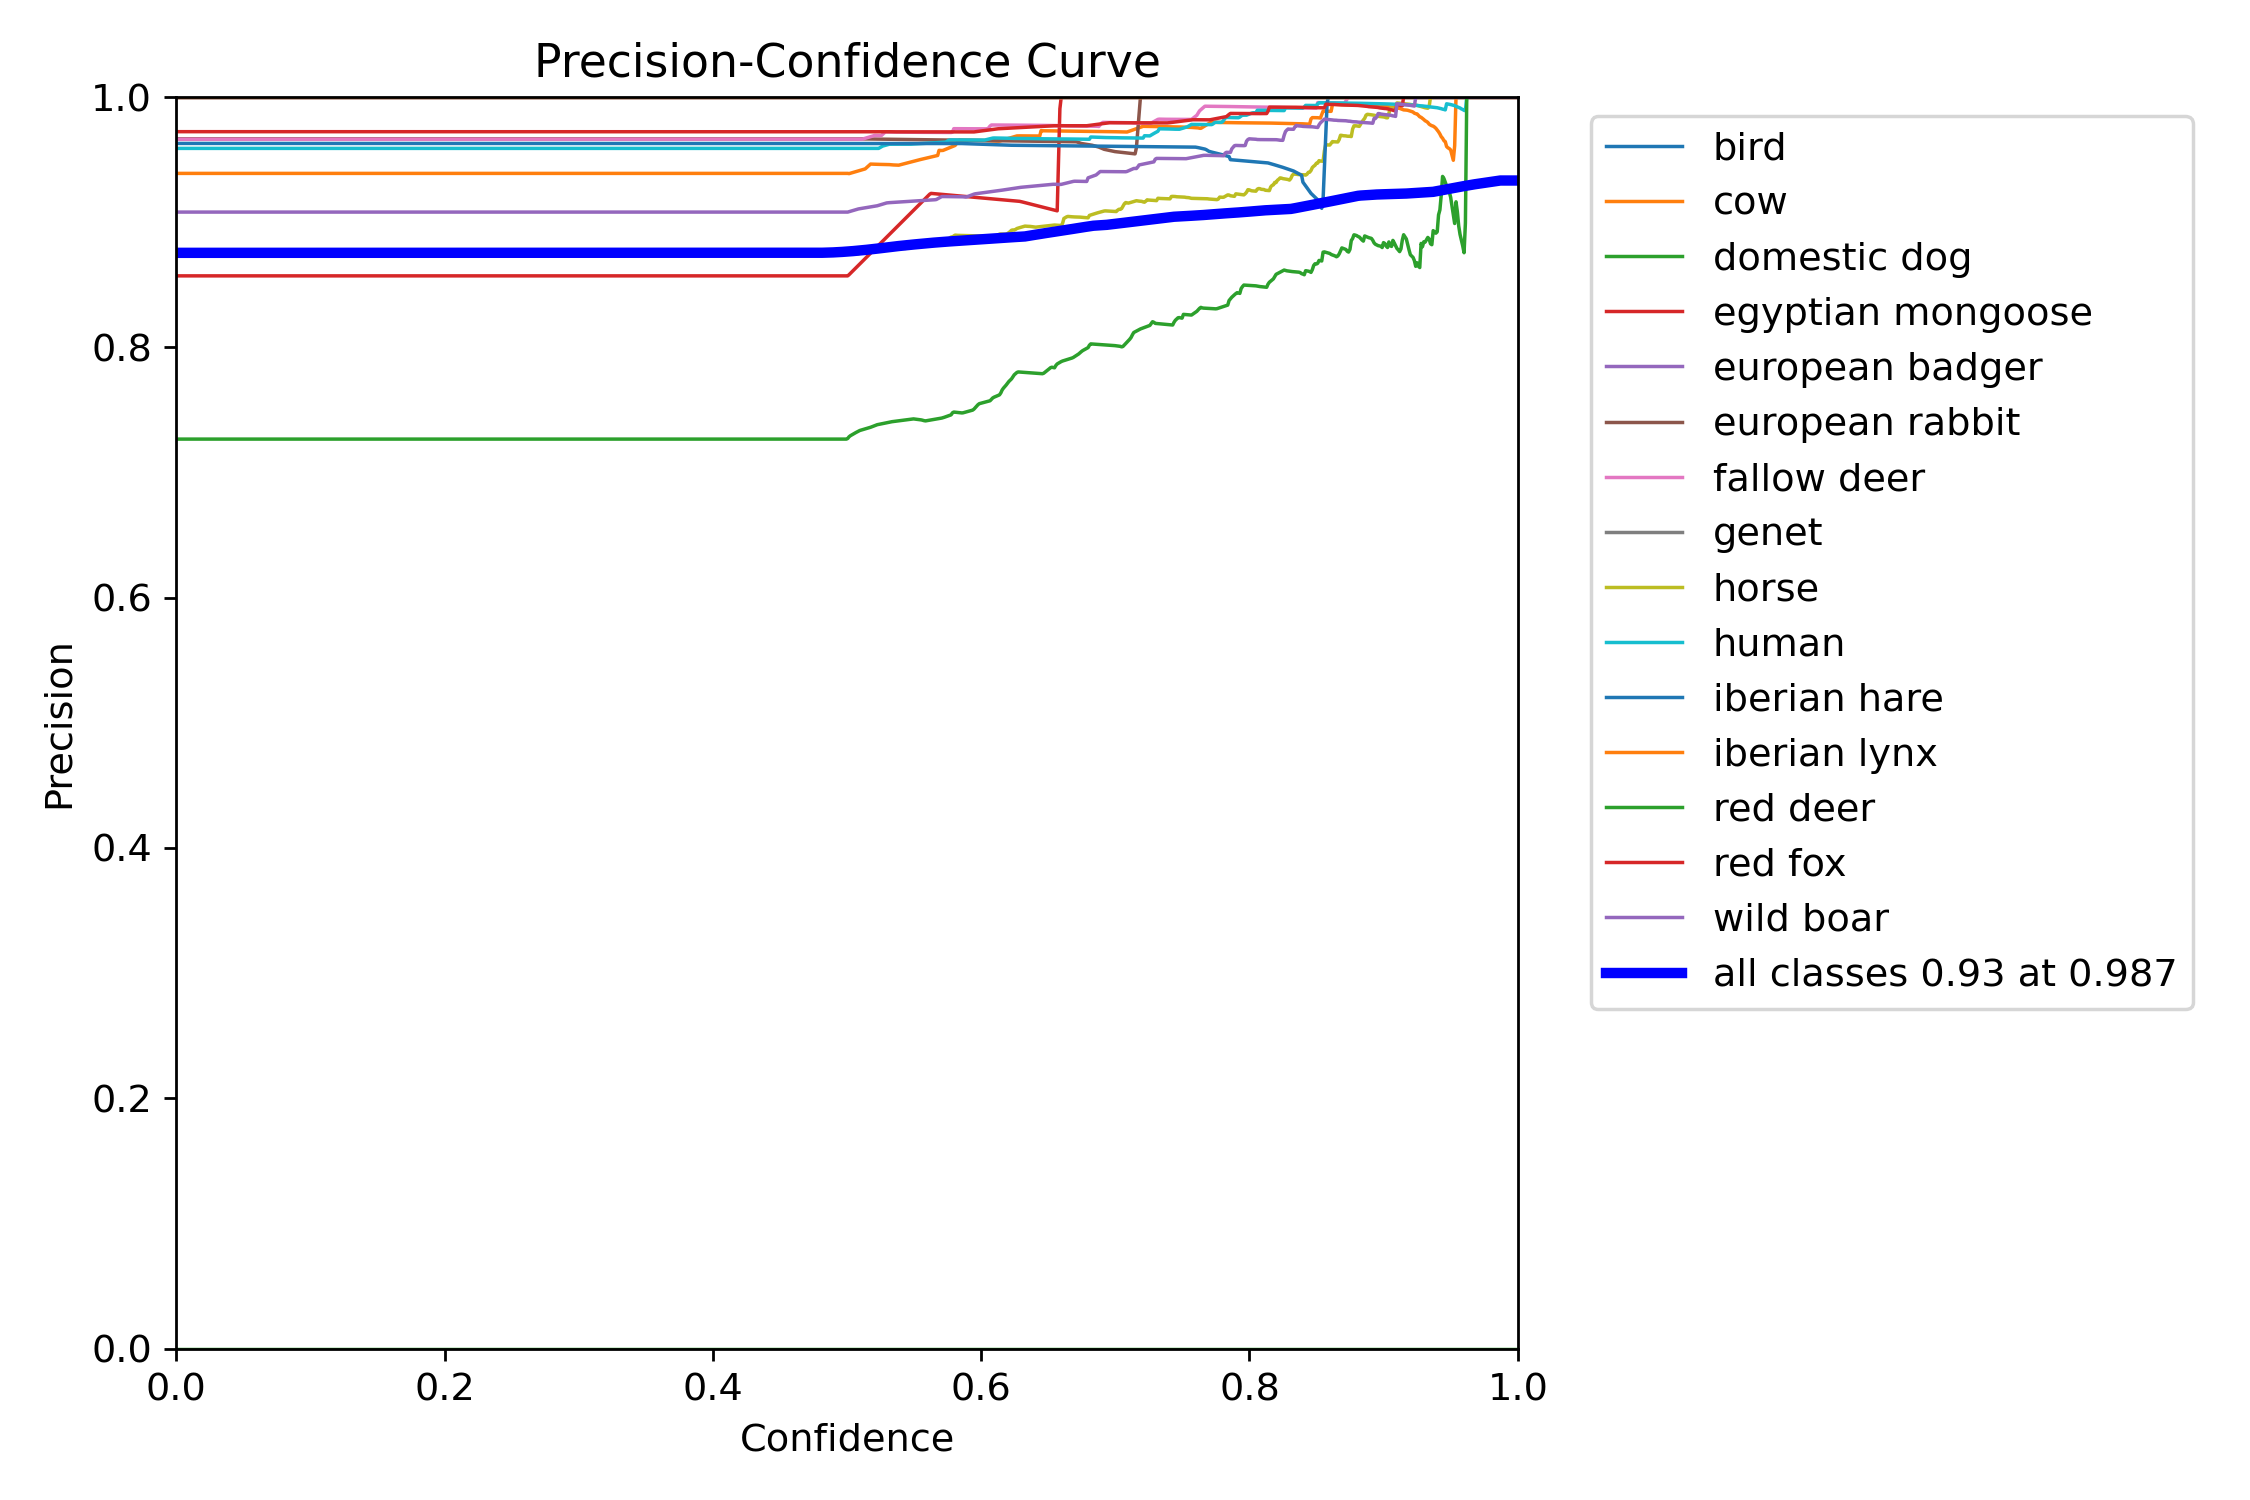 Precision-Confidence Curve
1.0
0.8
0.6
0.4
0.2
0.0
Precision
0.0 0.2 0.4 0.6 0.8 1.0
Confidence
bird
cow
domestic dog
egyptian mongoose
european badger
european rabbit
fallow deer
genet
horse
human
iberian hare
iberian lynx
red deer
red fox
wild boar
all classes 0.93 at 0.987